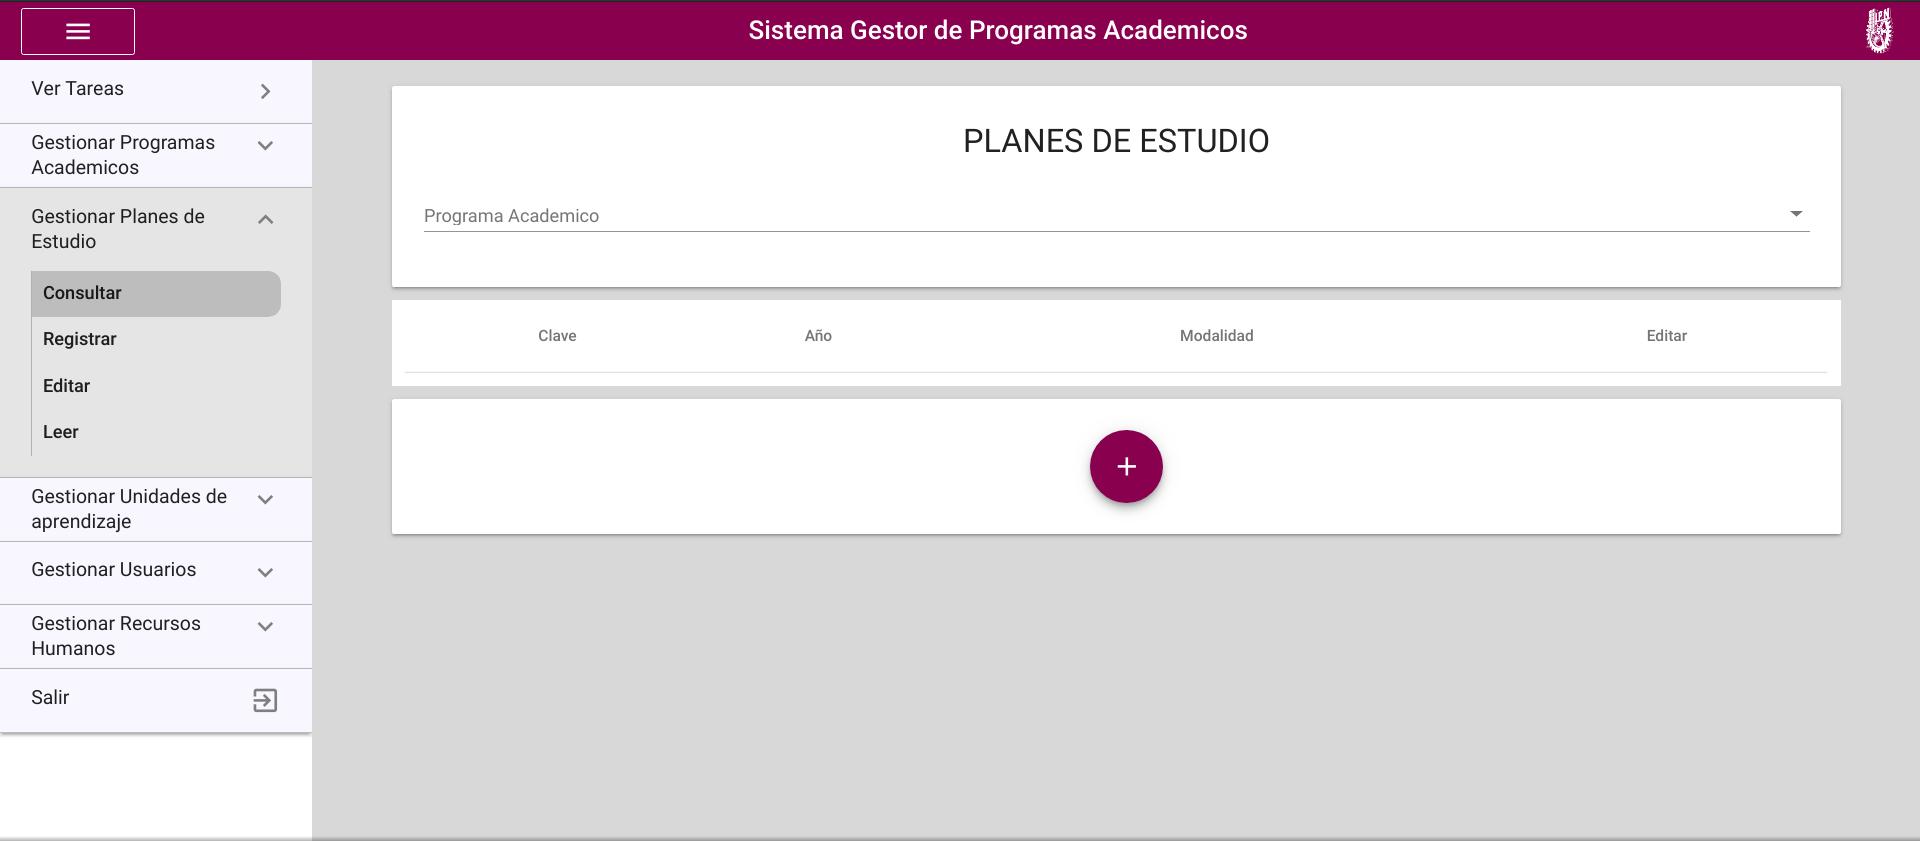 Sistema Gestor de Programas Academicos
Ver Tareas
Gestionar Programas
Academicos
Gestionar Planes de
Estudio
Consultar
Registrar
Editar
Leer
Gestionar Unidades de
aprendizaje
Gestionar Usuarios
Gestionar Recursos
Humanos
Salir
PLANES DE ESTUDIO
Programa Academico
Clave Año Modalidad Editar
+